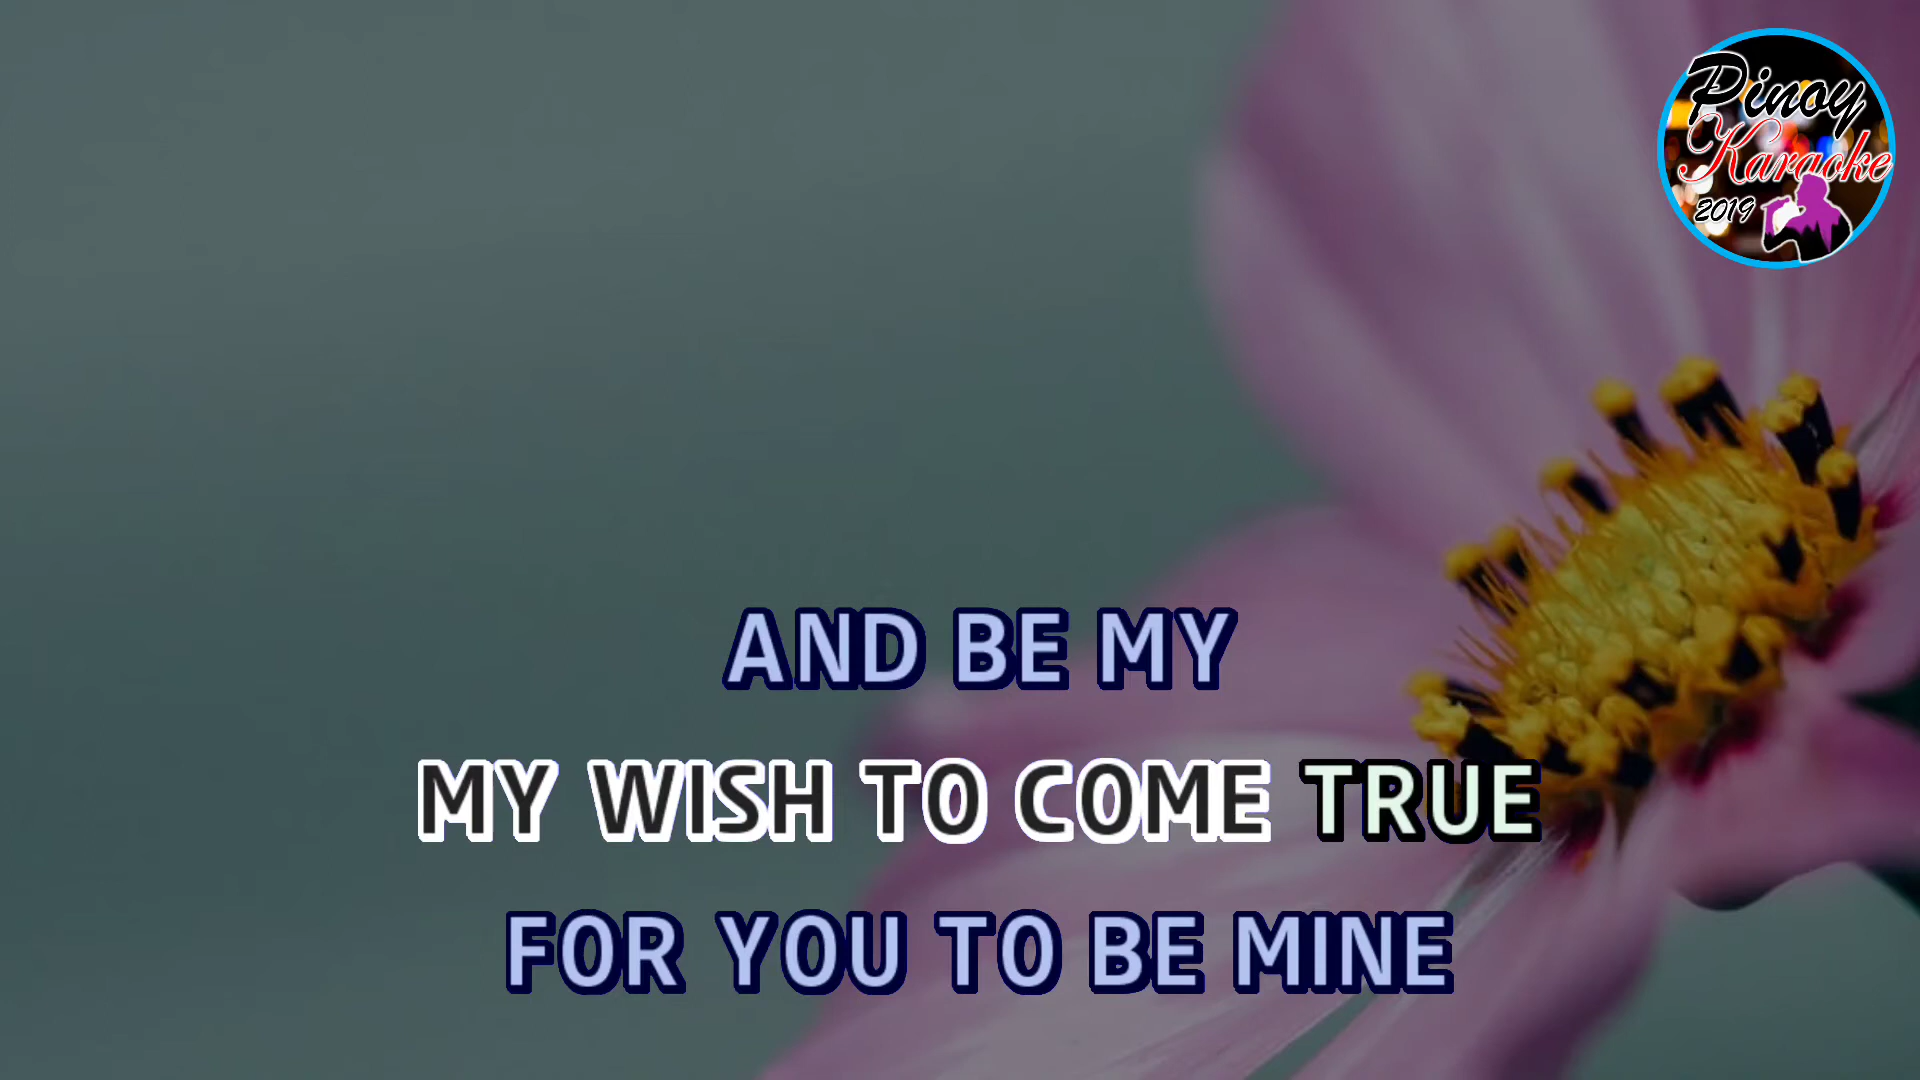 Pinoy
Karaoke
2019
AND BE MY
MY WISH TO COME TRUE
FOR YOU TO BE MINE